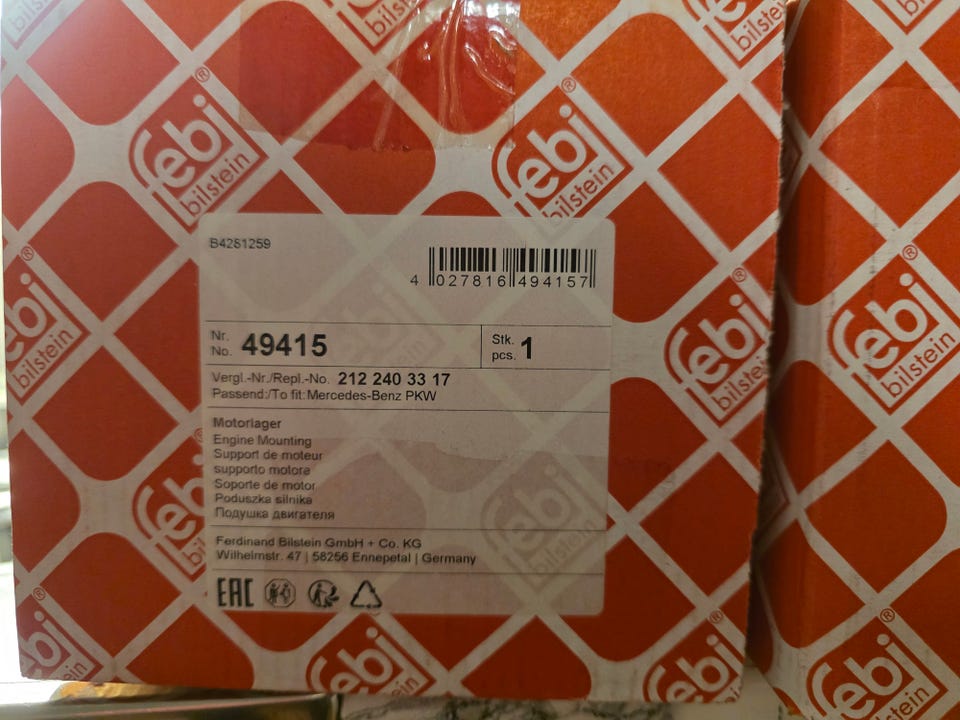 febi
bilstein
®
B4281259
4 027816 494157
Nr.
No. 49415
Stk.
pcs. 1
Vergl.-Nr./Repl.-No. 212 240 33 17
Passend:/To fit: Mercedes-Benz PKW
Motorlager
Engine Mounting
Support de moteur
supporto motore
Soporte de motor
Poduszka silnika
Подушка двигателя
Ferdinand Bilstein GmbH + Co. KG
Wilhelmstr. 47 | 58256 Ennepetal | Germany
EAC